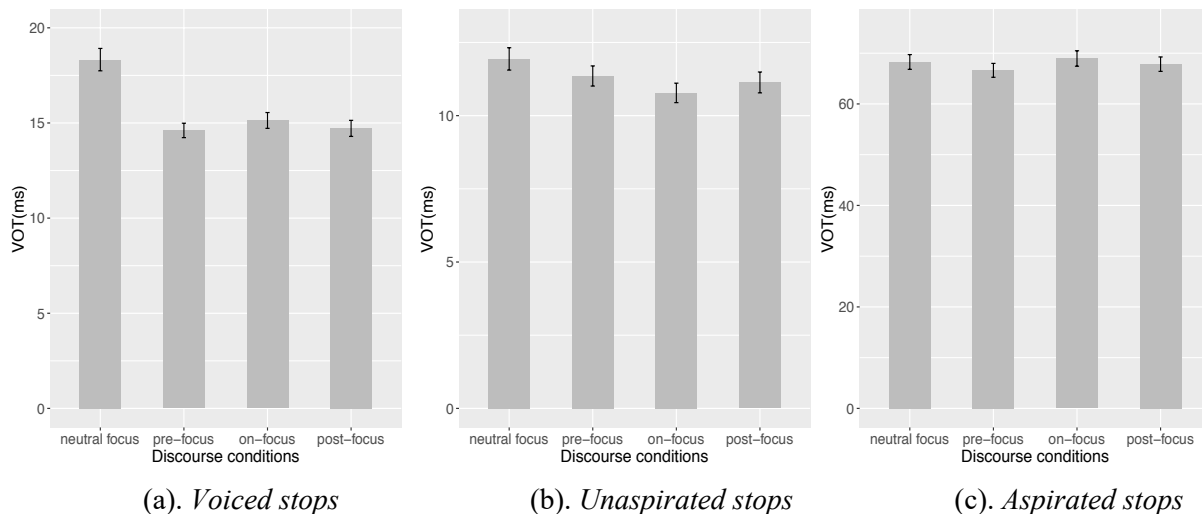 20
15
10
5
0
VOT(ms)
neutral focus pre−focus on−focus post−focus
Discourse conditions
(a). Voiced stops
10
5
0
VOT(ms)
neutral focus pre−focus on−focus post−focus
Discourse conditions
(b). Unaspirated stops
60
40
20
0
VOT(ms)
neutral focus pre−focus on−focus post−focus
Discourse conditions
(c). Aspirated stops